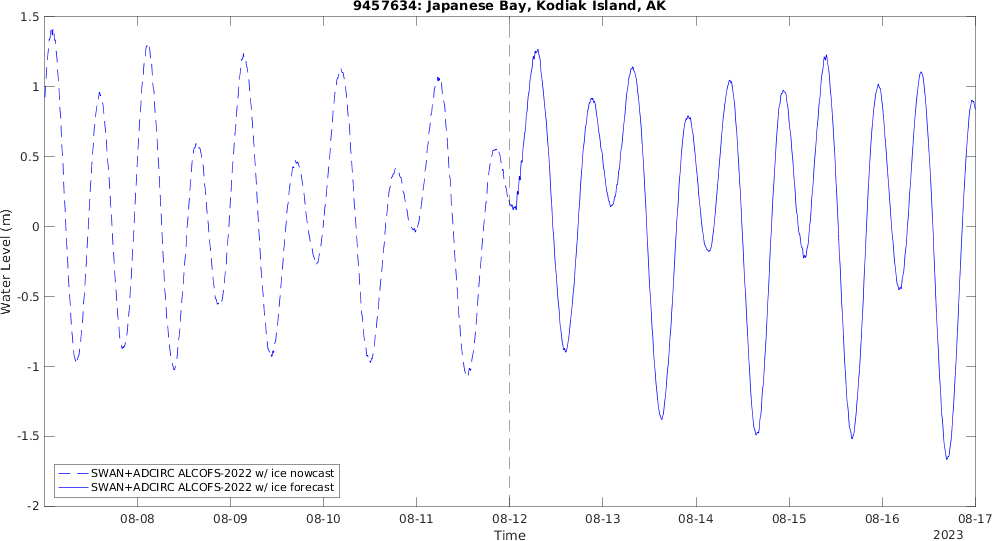 9457634: Japanese Bay, Kodiak Island, AK
1.5
1
0.5
0
-0.5
-1
-1.5
-2
Water Level (m)
SWAN+ADCIRC ALCOFS-2022 w/ ice nowcast
SWAN+ADCIRC ALCOFS-2022 w/ ice forecast
08-08 08-09 08-10 08-11 08-12 08-13 08-14 08-15 08-16 08-17
Time
2023